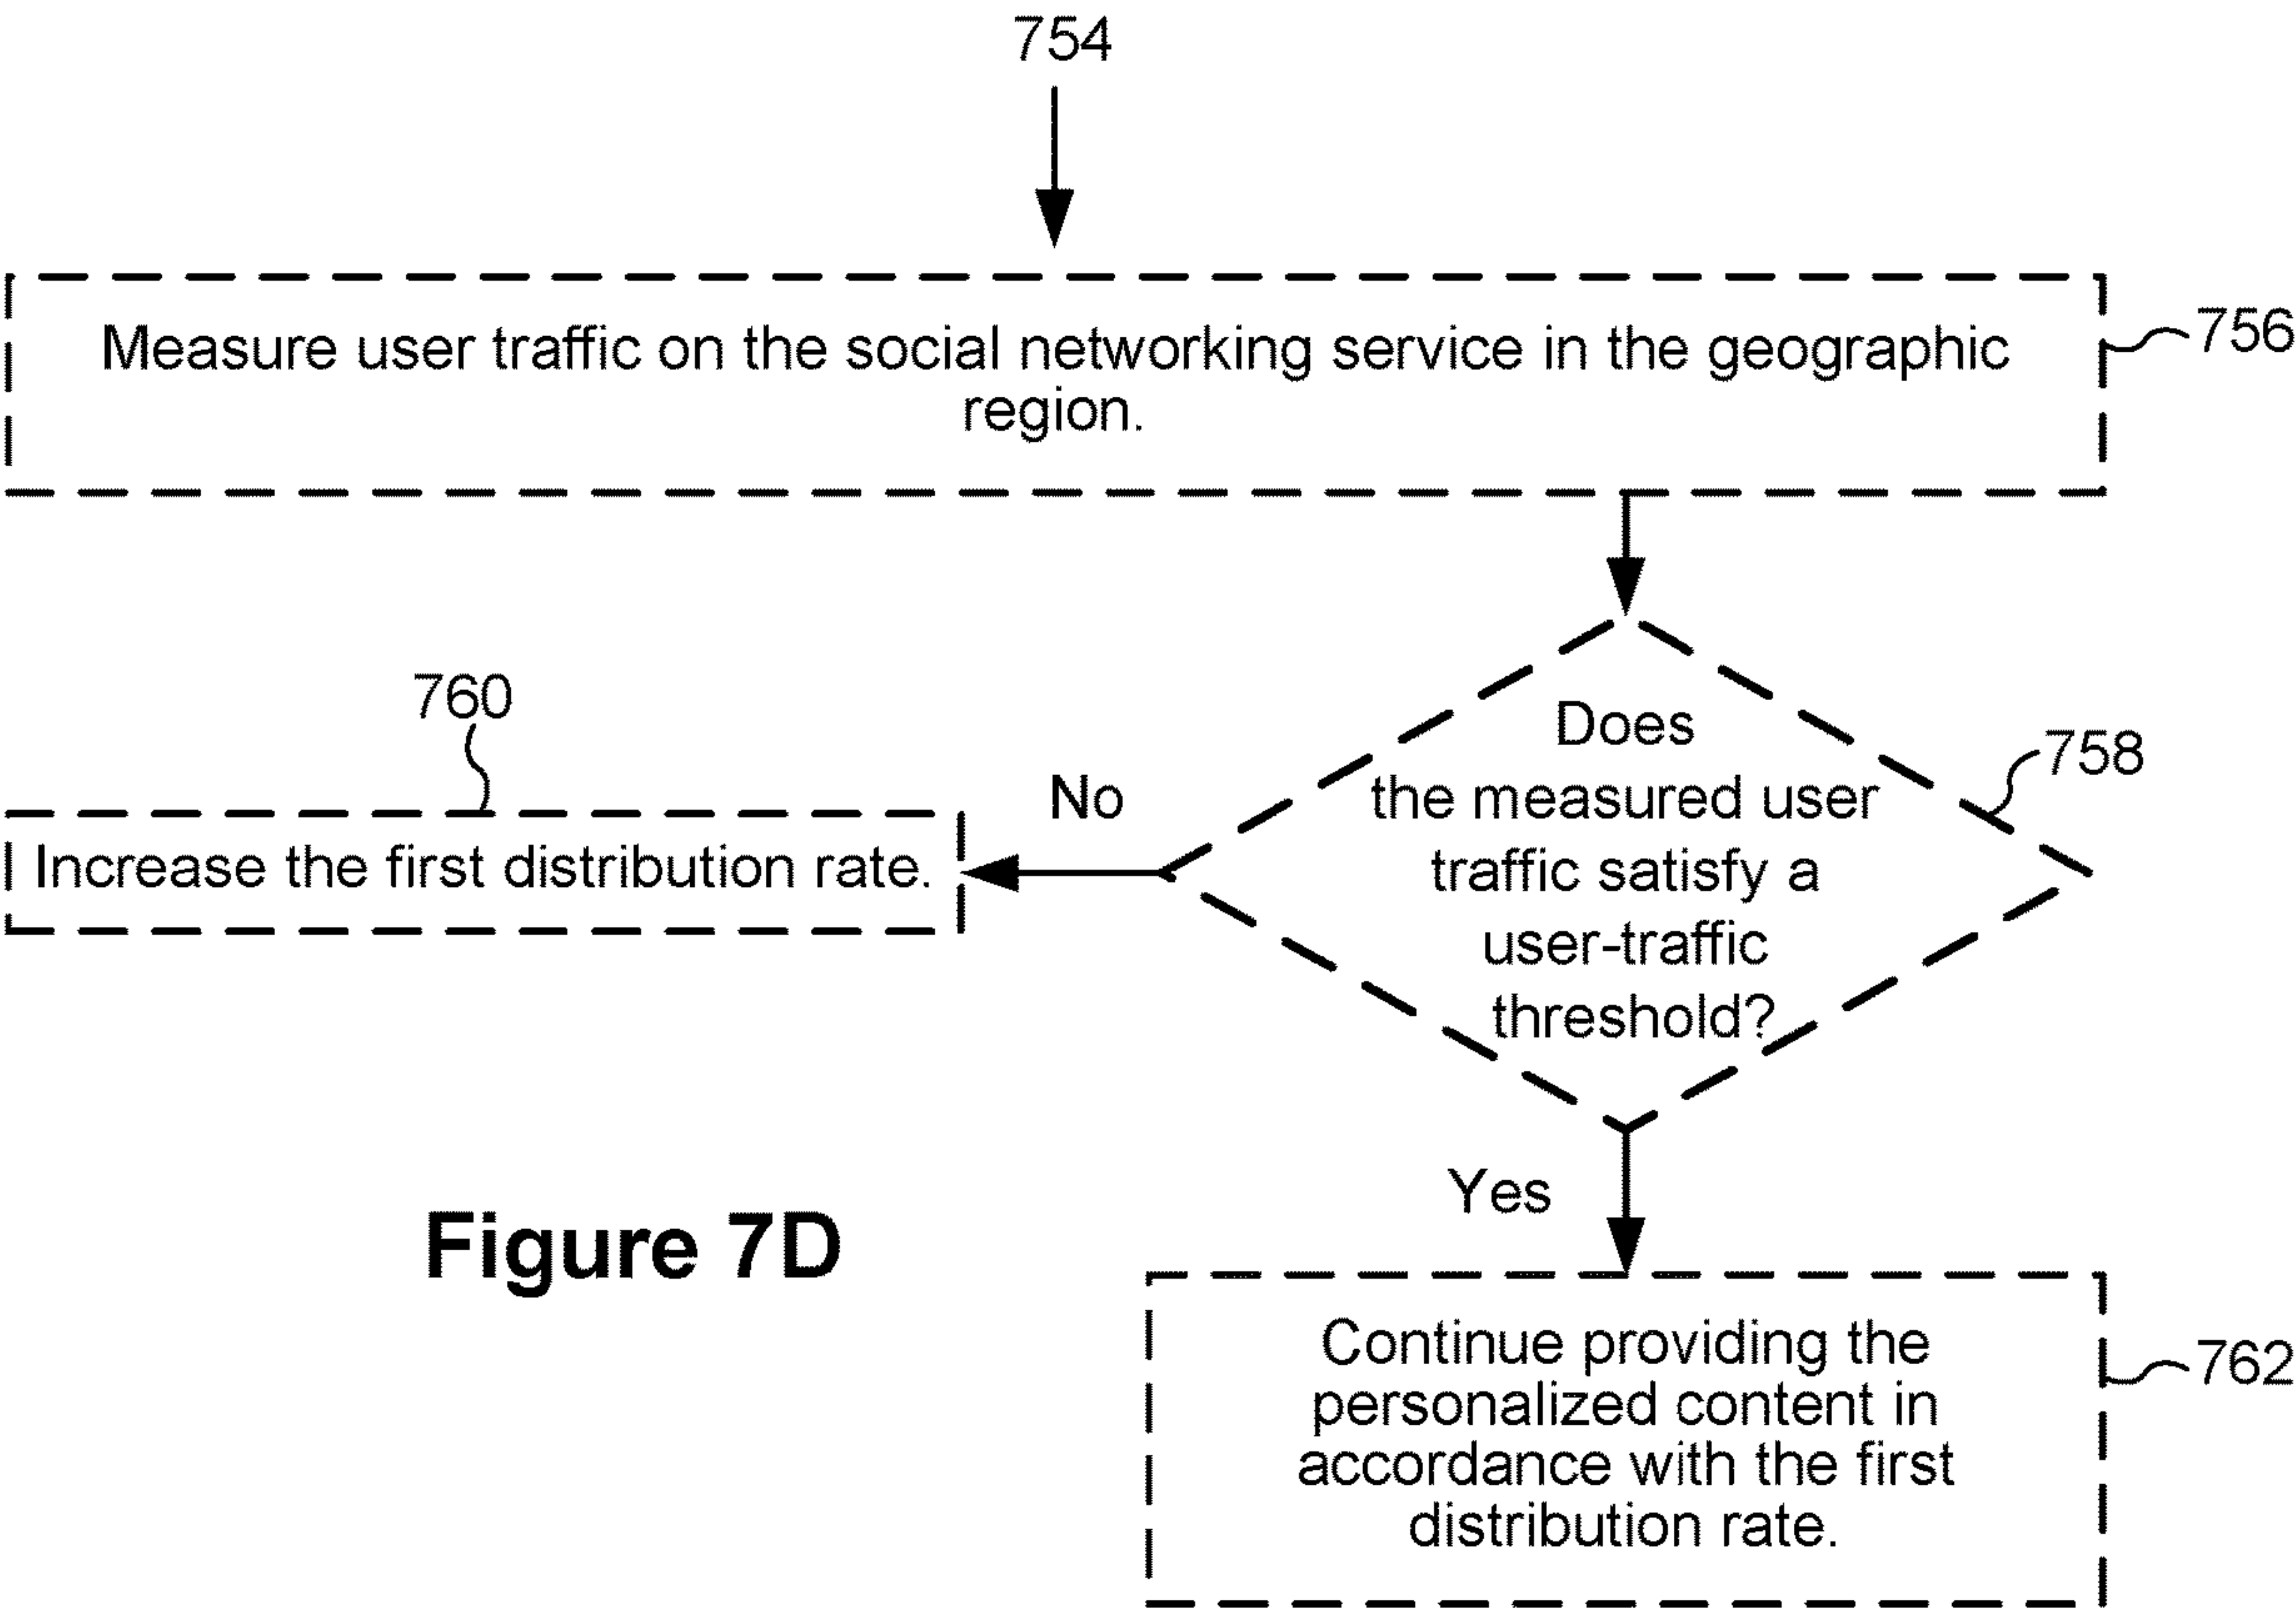 754
Measure user traffic on the social networking service in the geographic
region.
756
760
Increase the first distribution rate.
No
Does
the measured user
traffic satisfy a
user-traffic
threshold?
758
Yes
Continue providing the
personalized content in
accordance with the first
distribution rate.
762
Figure 7D